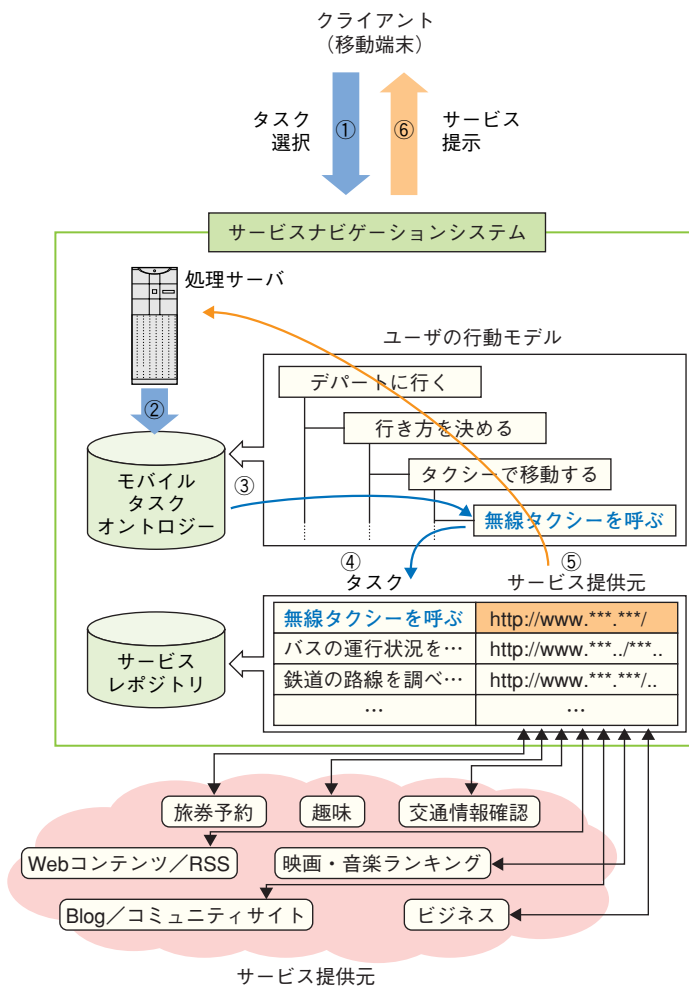 クライアント
（移動端末）
タスク
選択
①
⑥
サービス
提示
サービスナビゲーションシステム
処理サーバ
ユーザの行動モデル
デパートに行く
②
行き方を決める
タクシーで移動する
モバイル
タスク
オントロジー
③
無線タクシーを呼ぶ
④
タスク
⑤
サービス提供元
無線タクシーを呼ぶ
http://www.***.***/
バスの運行状況を…
http://www.***../***..
鉄道の路線を調べ…
http://www.***.***/..
…
…
サービス
レポジトリ
旅券予約
趣味
交通情報確認
Webコンテンツ／RSS
映画・音楽ランキング
Blog／コミュニティサイト
ビジネス
サービス提供元